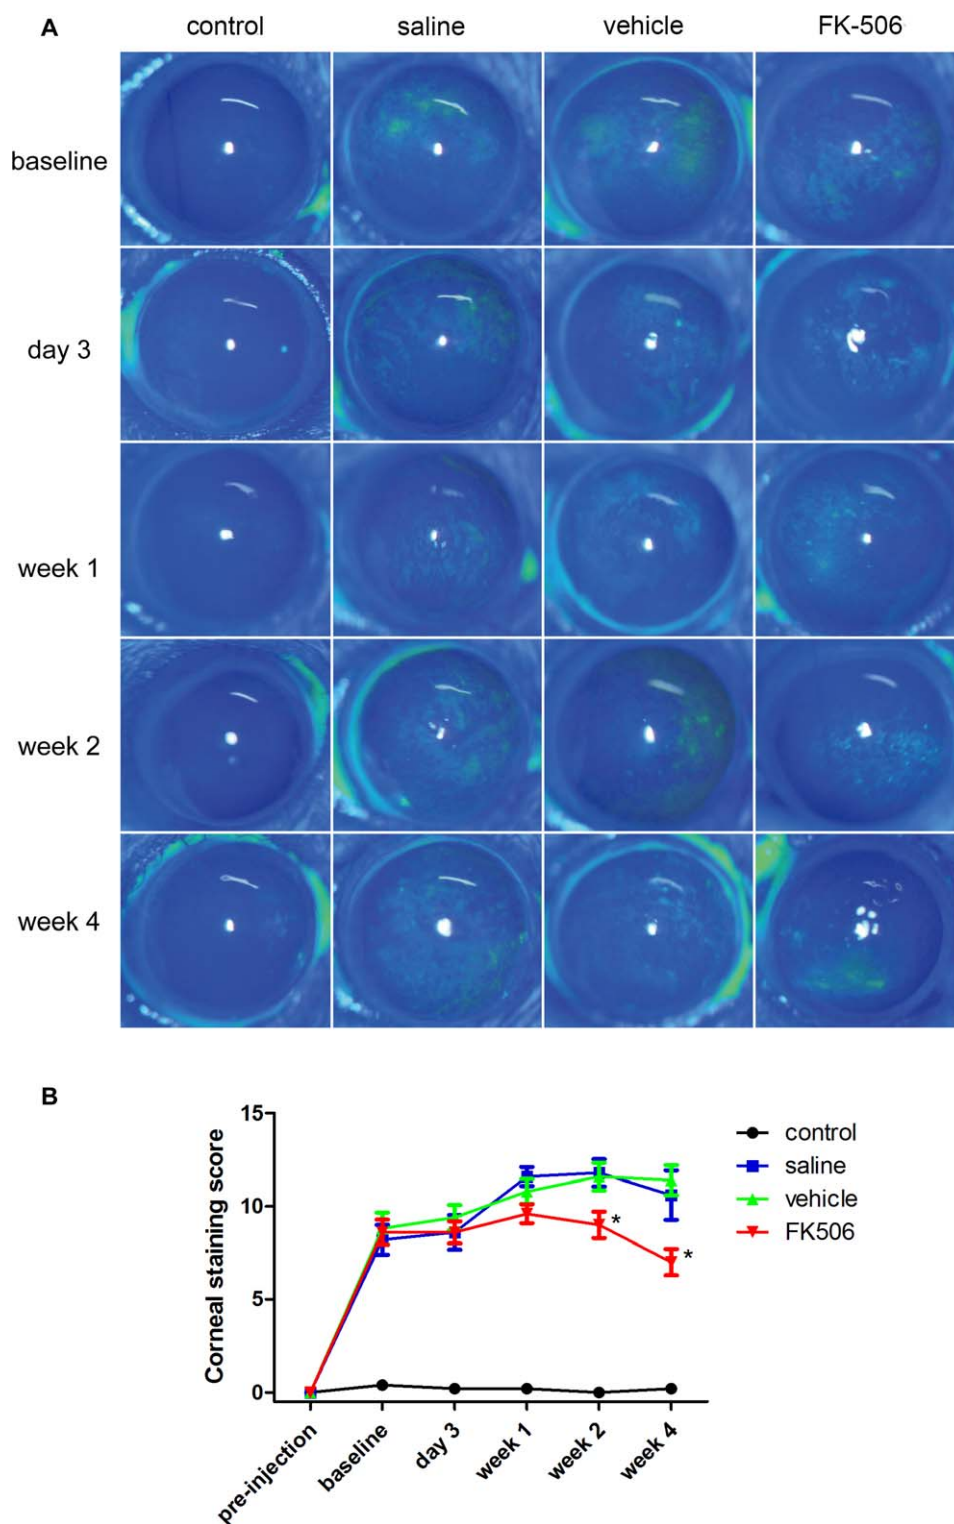 A
control saline vehicle FK-506
baseline
day 3
week 1
week 2
week 4
B
Corneal staining score
15
10
5
0
* *
pre-injection baseline day 3 week 1 week 2 week 4
control
saline
vehicle
FK506